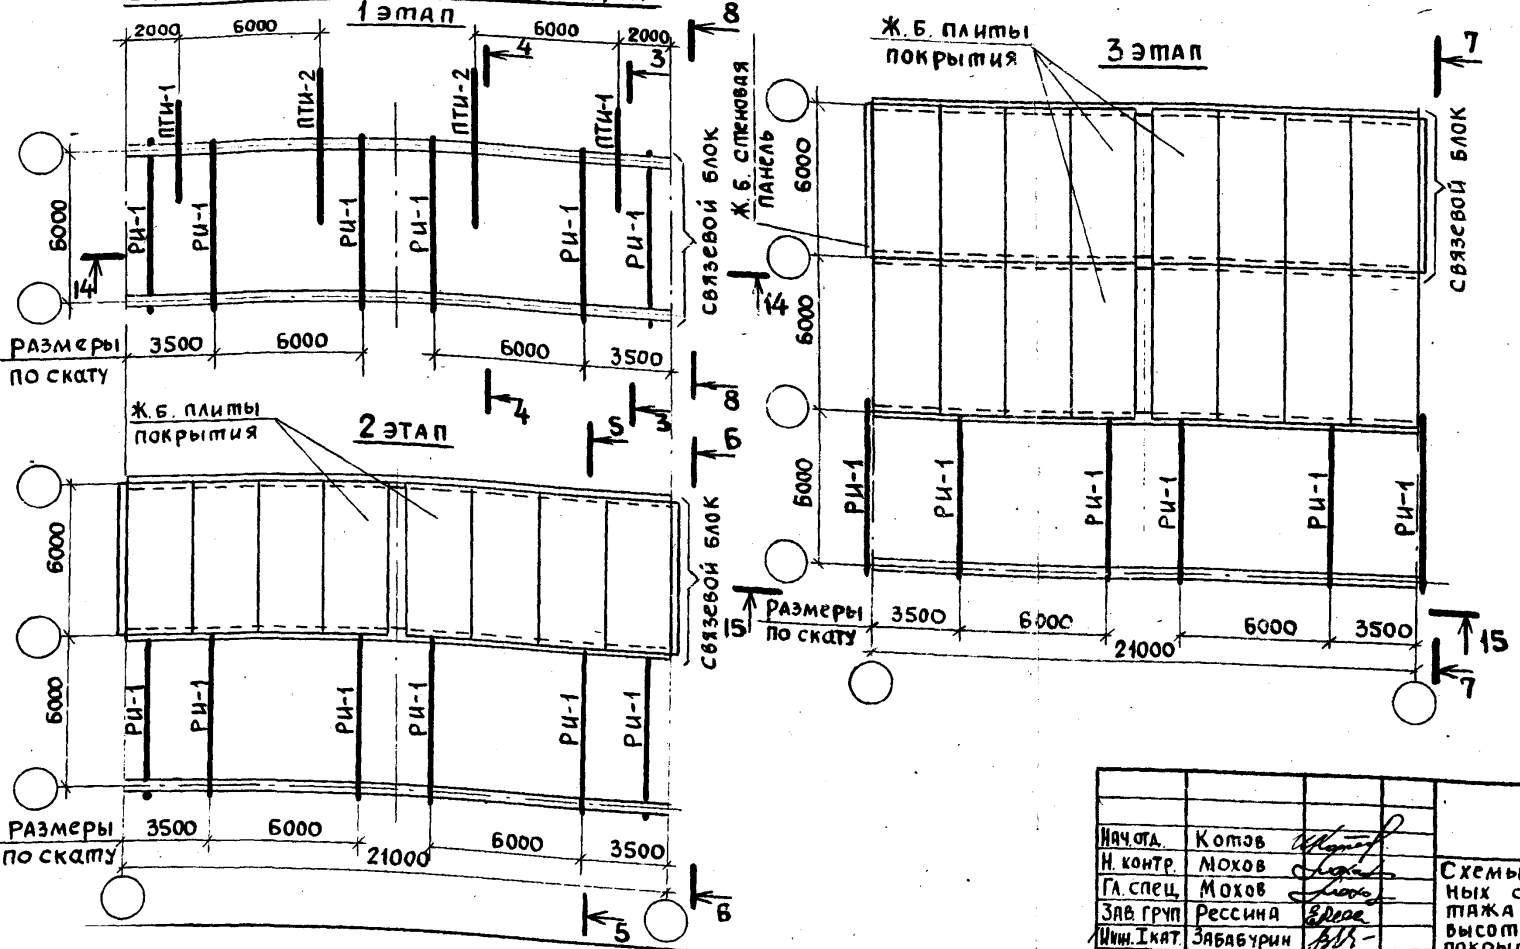 1 ЭТАП
2000
6000
6000
2000
8
4
3
ПТИ-1
ПТИ-2
ПТИ-2
ПТИ-1
6000
РИ-1
РИ-1
РИ-1
РИ-1
РИ-1
РИ-1
СВЯЗЕВОЙ БЛОК
14
14
РАЗМЕРЫ
ПО СКАТУ
3500
6000
6000
3500
4
3
8
Ж.Б. ПЛИТЫ
ПОКРЫТИЯ
2 ЭТАП
5
6
6000
6000
СВЯЗЕВОЙ БЛОК
РИ-1
РИ-1
РИ-1
РИ-1
РИ-1
РИ-1
15
РАЗМЕРЫ
ПО СКАТУ
3500
6000
6000
3500
21000
5
6
Ж.Б. ПЛИТЫ
ПОКРЫТИЯ
3 ЭТАП
7
Ж.Б. СТЕНОВАЯ
ПАНЕЛЬ
6000
6000
6000
СВЯЗЕВОЙ БЛОК
РИ-1
РИ-1
РИ-1
РИ-1
РИ-1
РИ-1
РАЗМЕРЫ
ПО СКАТУ
3500
6000
6000
3500
21000
15
7
НАЧ.ОТД. КОТОВ
Н. КОНТР. МОХОВ
ГЛ. СПЕЦ МОХОВ
ЗАВ. ГРУП РЕССИНА
ИНЖ. I КАТ. ЗАБАБУРИН
СХЕМЫ
НЫХ С
ТАЖА
ВЫСОТ
ПОКРЫ